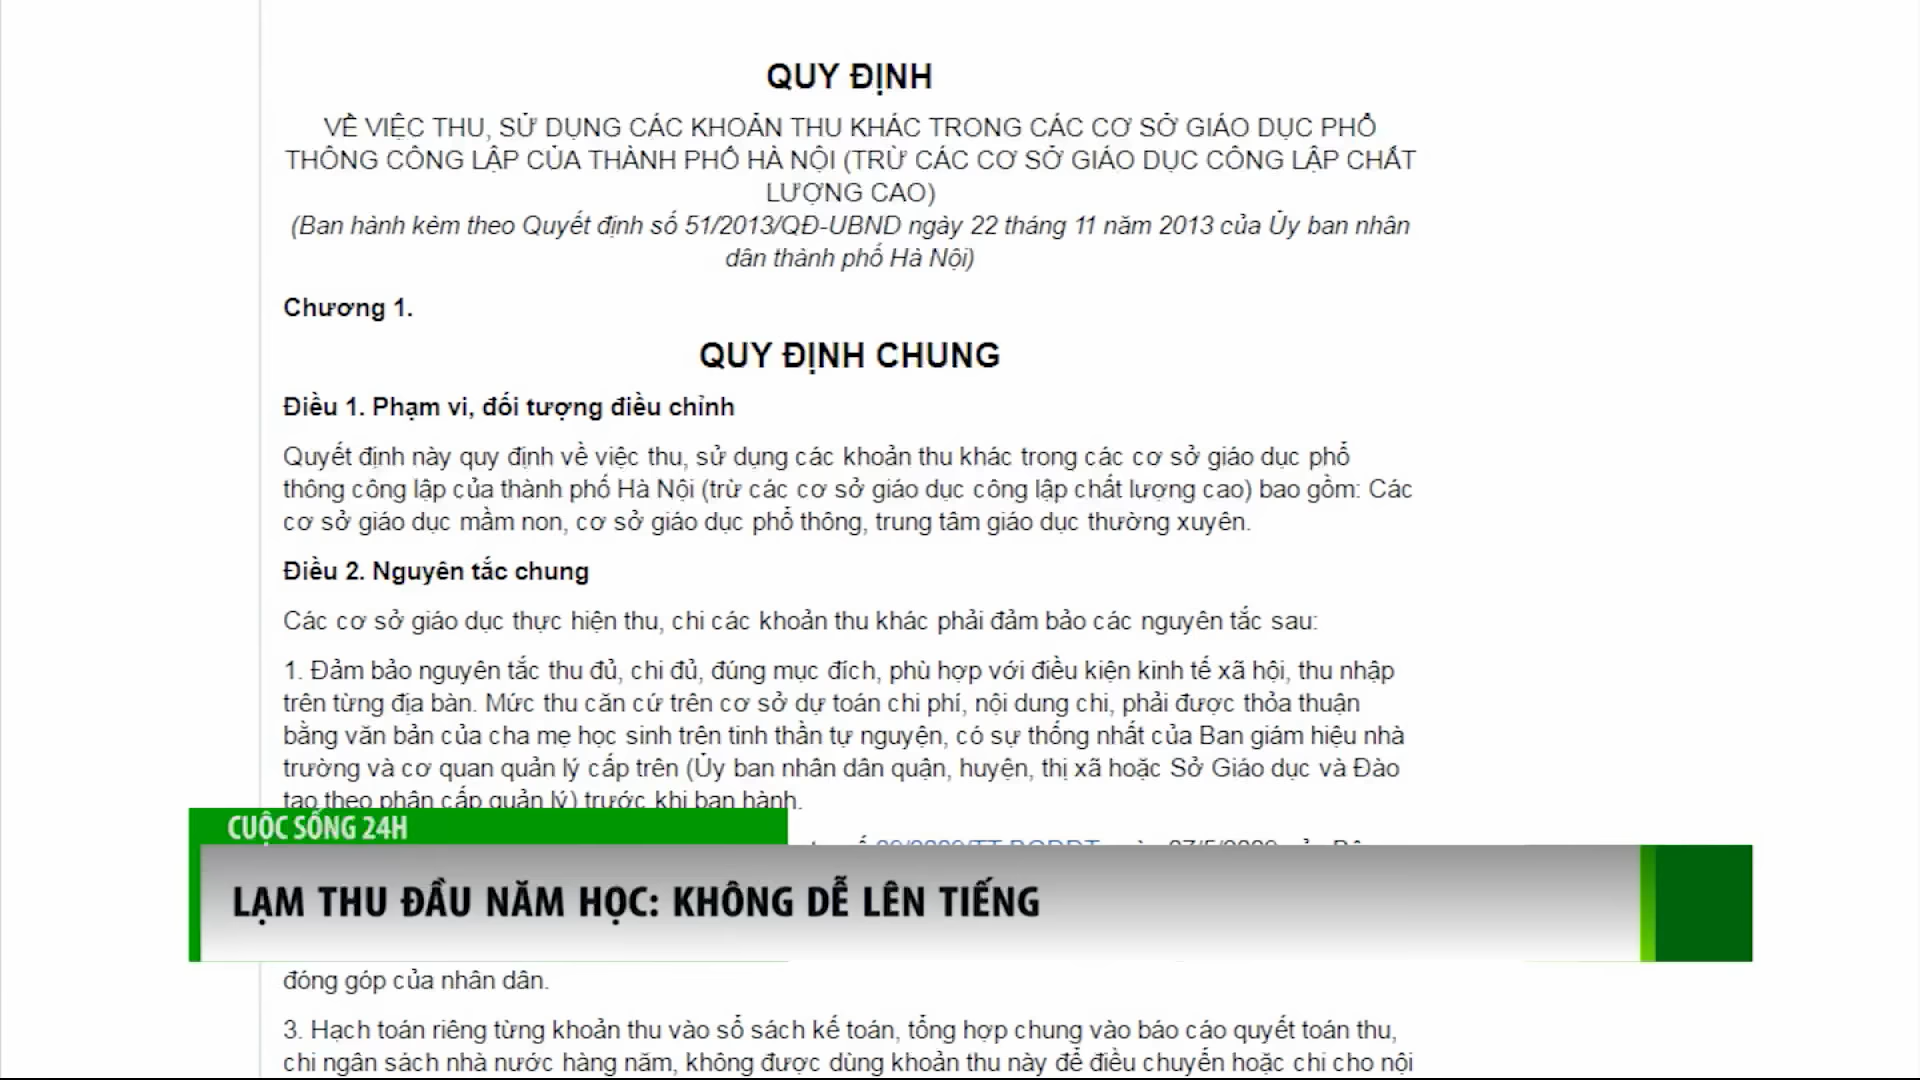 QUY ĐỊNH
VỀ VIỆC THU, SỬ DỤNG CÁC KHOẢN THU KHÁC TRONG CÁC CƠ SỞ GIÁO DỤC PHỔ
THÔNG CÔNG LẬP CỦA THÀNH PHỐ HÀ NỘI (TRỪ CÁC CƠ SỞ GIÁO DỤC CÔNG LẬP CHẤT
LƯỢNG CAO)
(Ban hành kèm theo Quyết định số 51/2013/QĐ-UBND ngày 22 tháng 11 năm 2013 của Ủy ban nhân
dân thành phố Hà Nội)
Chương 1.
QUY ĐỊNH CHUNG
Điều 1. Phạm vi, đối tượng điều chỉnh
Quyết định này quy định về việc thu, sử dụng các khoản thu khác trong các cơ sở giáo dục phổ
thông công lập của thành phố Hà Nội (trừ các cơ sở giáo dục công lập chất lượng cao) bao gồm: Các
cơ sở giáo dục mầm non, cơ sở giáo dục phổ thông, trung tâm giáo dục thường xuyên.
Điều 2. Nguyên tắc chung
Các cơ sở giáo dục thực hiện thu, chi các khoản thu khác phải đảm bảo các nguyên tắc sau:
1. Đảm bảo nguyên tắc thu đủ, chi đủ, đúng mục đích, phù hợp với điều kiện kinh tế xã hội, thu nhập
trên từng địa bàn. Mức thu căn cứ trên cơ sở dự toán chi phí, nội dung chi, phải được thỏa thuận
bằng văn bản của cha mẹ học sinh trên tinh thần tự nguyện, có sự thống nhất của Ban giám hiệu nhà
trường và cơ quan quản lý cấp trên (Ủy ban nhân dân quận, huyện, thị xã hoặc Sở Giáo dục và Đào
tạo theo phân cấp quản lý) trước khi ban hành.
CUỘC SỐNG 24H
LẠM THU ĐẦU NĂM HỌC: KHÔNG DỄ LÊN TIẾNG
đóng góp của nhân dân.
3. Hạch toán riêng từng khoản thu vào sổ sách kế toán, tổng hợp chung vào báo cáo quyết toán thu,
chi ngân sách nhà nước hàng năm, không được dùng khoản thu này để điều chuyển hoặc chi cho nội